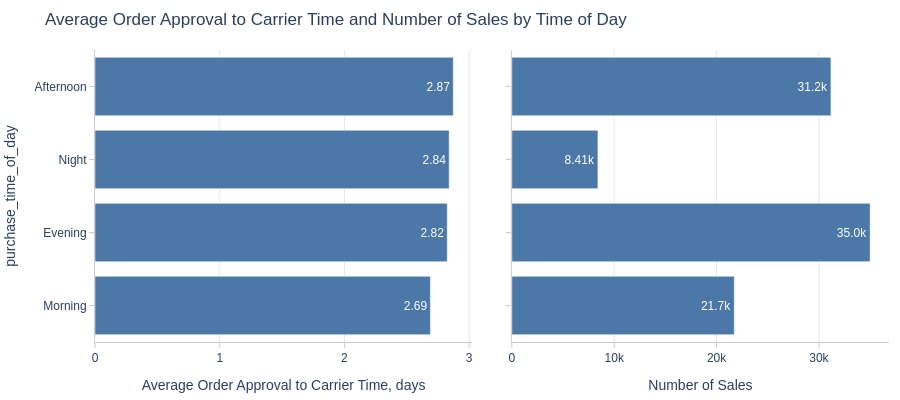 Average Order Approval to Carrier Time and Number of Sales by Time of Day
purchase_time_of_day
Afternoon 2.87 31.2k
Night 2.84 8.41k
Evening 2.82 35.0k
Morning 2.69 21.7k
0 1 2 3 0 10k 20k 30k
Average Order Approval to Carrier Time, days Number of Sales